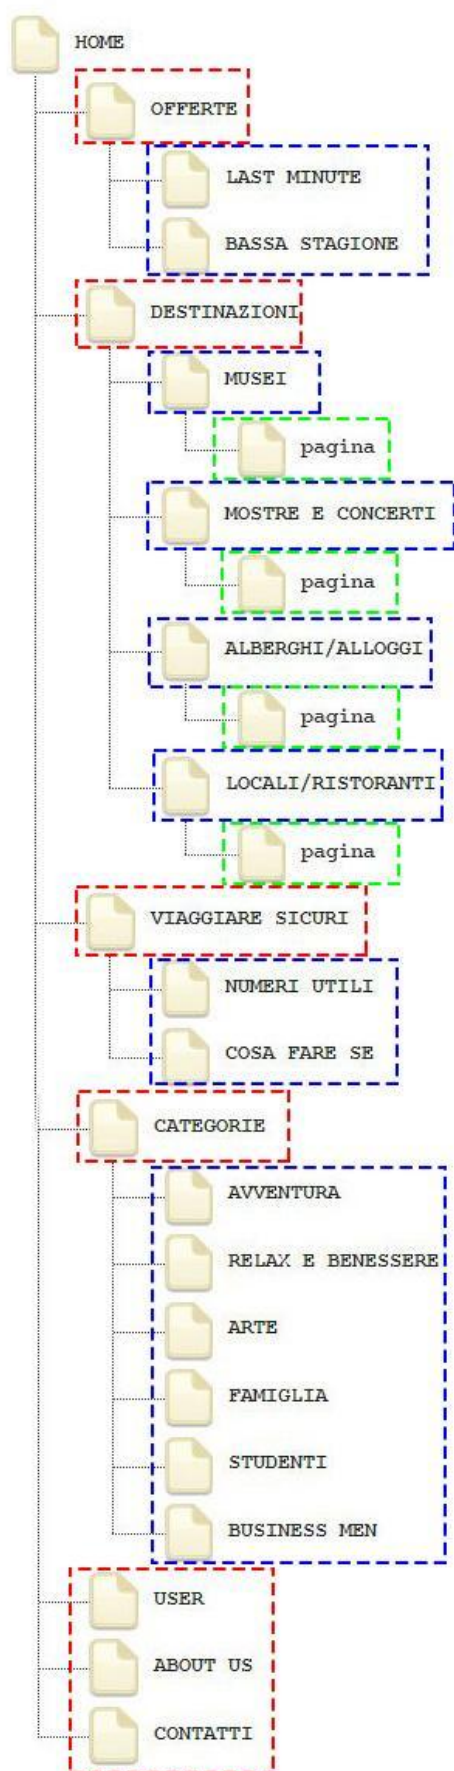 HOME
OFFERTE
LAST MINUTE
BASSA STAGIONE
DESTINAZIONI
MUSEI
pagina
MOSTRE E CONCERTI
pagina
ALBERGHI/ALLOGGI
pagina
LOCALI/RISTORANTI
pagina
VIAGGIARE SICURI
NUMERI UTILI
COSA FARE SE
CATEGORIE
AVVENTURA
RELAX E BENESSERE
ARTE
FAMIGLIA
STUDENTI
BUSINESS MEN
USER
ABOUT US
CONTATTI